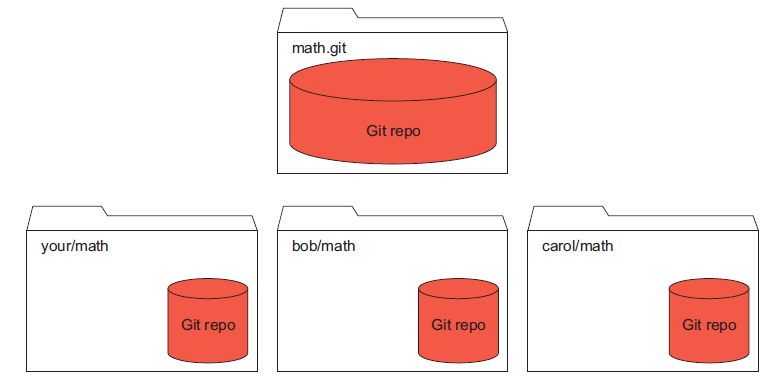 math.git
Git repo
your/math
Git repo
bob/math
Git repo
carol/math
Git repo